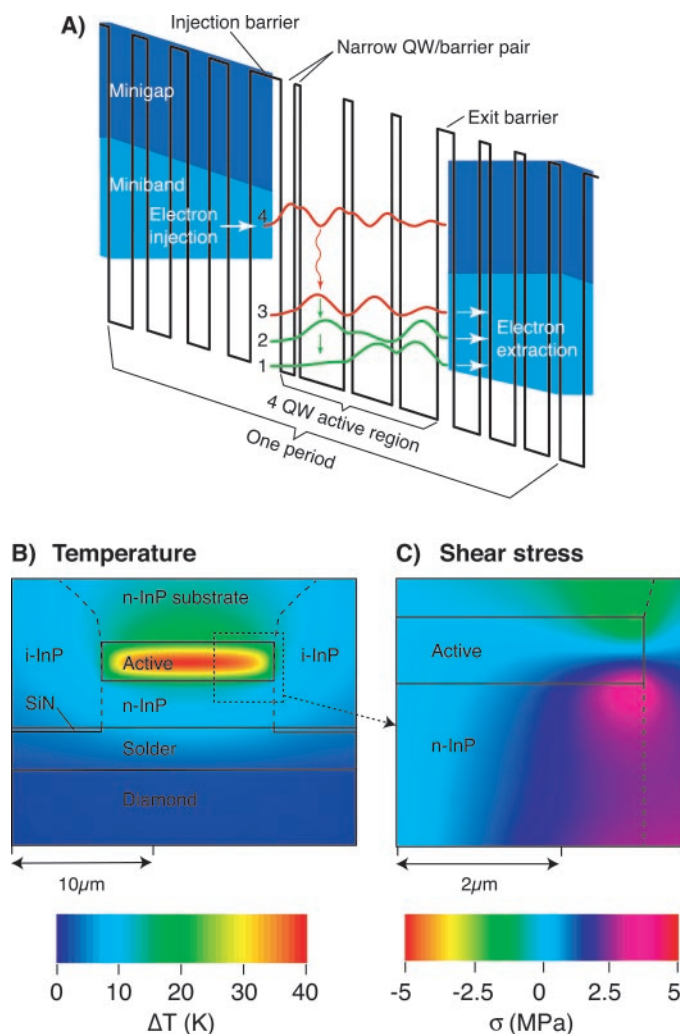 A)
Injection barrier
Narrow QW/barrier pair
Minigap
Exit barrier
Miniband
4
Electron
injection
3
2
1
Electron
extraction
4 QW active region
One period
B) Temperature
n-InP substrate
i-InP
Active
i-InP
n-InP
SiN
Solder
Diamond
10μm
0 10 20 30 40
ΔT (K)
C) Shear stress
Active
n-InP
2μm
-5 -2.5 0 2.5 5
σ (MPa)